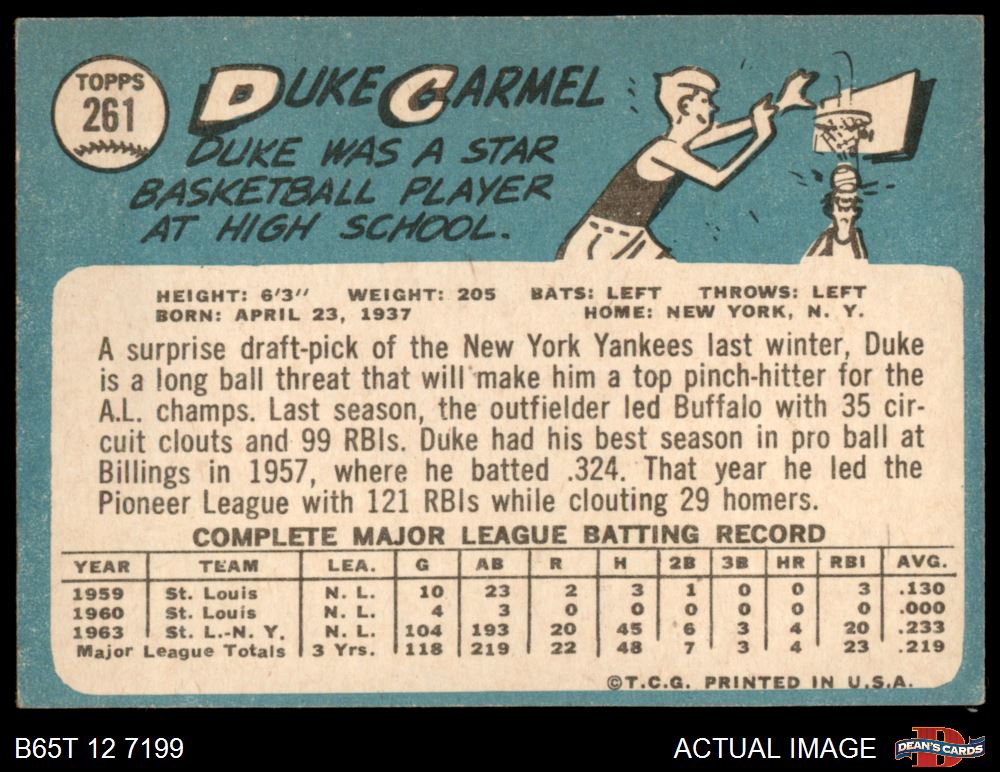 TOPPS
261
DUKE CARMEL
DUKE WAS A STAR
BASKETBALL PLAYER
AT HIGH SCHOOL.
HEIGHT: 6'3" WEIGHT: 205 BATS: LEFT THROWS: LEFT
BORN: APRIL 23, 1937 HOME: NEW YORK, N. Y.
A surprise draft-pick of the New York Yankees last winter, Duke
is a long ball threat that will make him a top pinch-hitter for the
A.L. champs. Last season, the outfielder led Buffalo with 35 cir-
cuit clouts and 99 RBIs. Duke had his best season in pro ball at
Billings in 1957, where he batted .324. That year he led the
Pioneer League with 121 RBIs while clouting 29 homers.
COMPLETE MAJOR LEAGUE BATTING RECORD
YEAR TEAM LEA. G AB R H 2B 3B HR RBI AVG.
1959 St. Louis N. L. 10 23 2 3 1 0 0 3 .130
1960 St. Louis N. L. 4 3 0 0 0 0 0 0 .000
1963 St. L.-N. Y. N. L. 104 193 20 45 6 3 4 20 .233
Major League Totals 3 Yrs. 118 219 22 48 7 3 4 23 .219
©T.C.G. PRINTED IN U.S.A.
B65T 12 7199 ACTUAL IMAGE DEAN'S CARDS